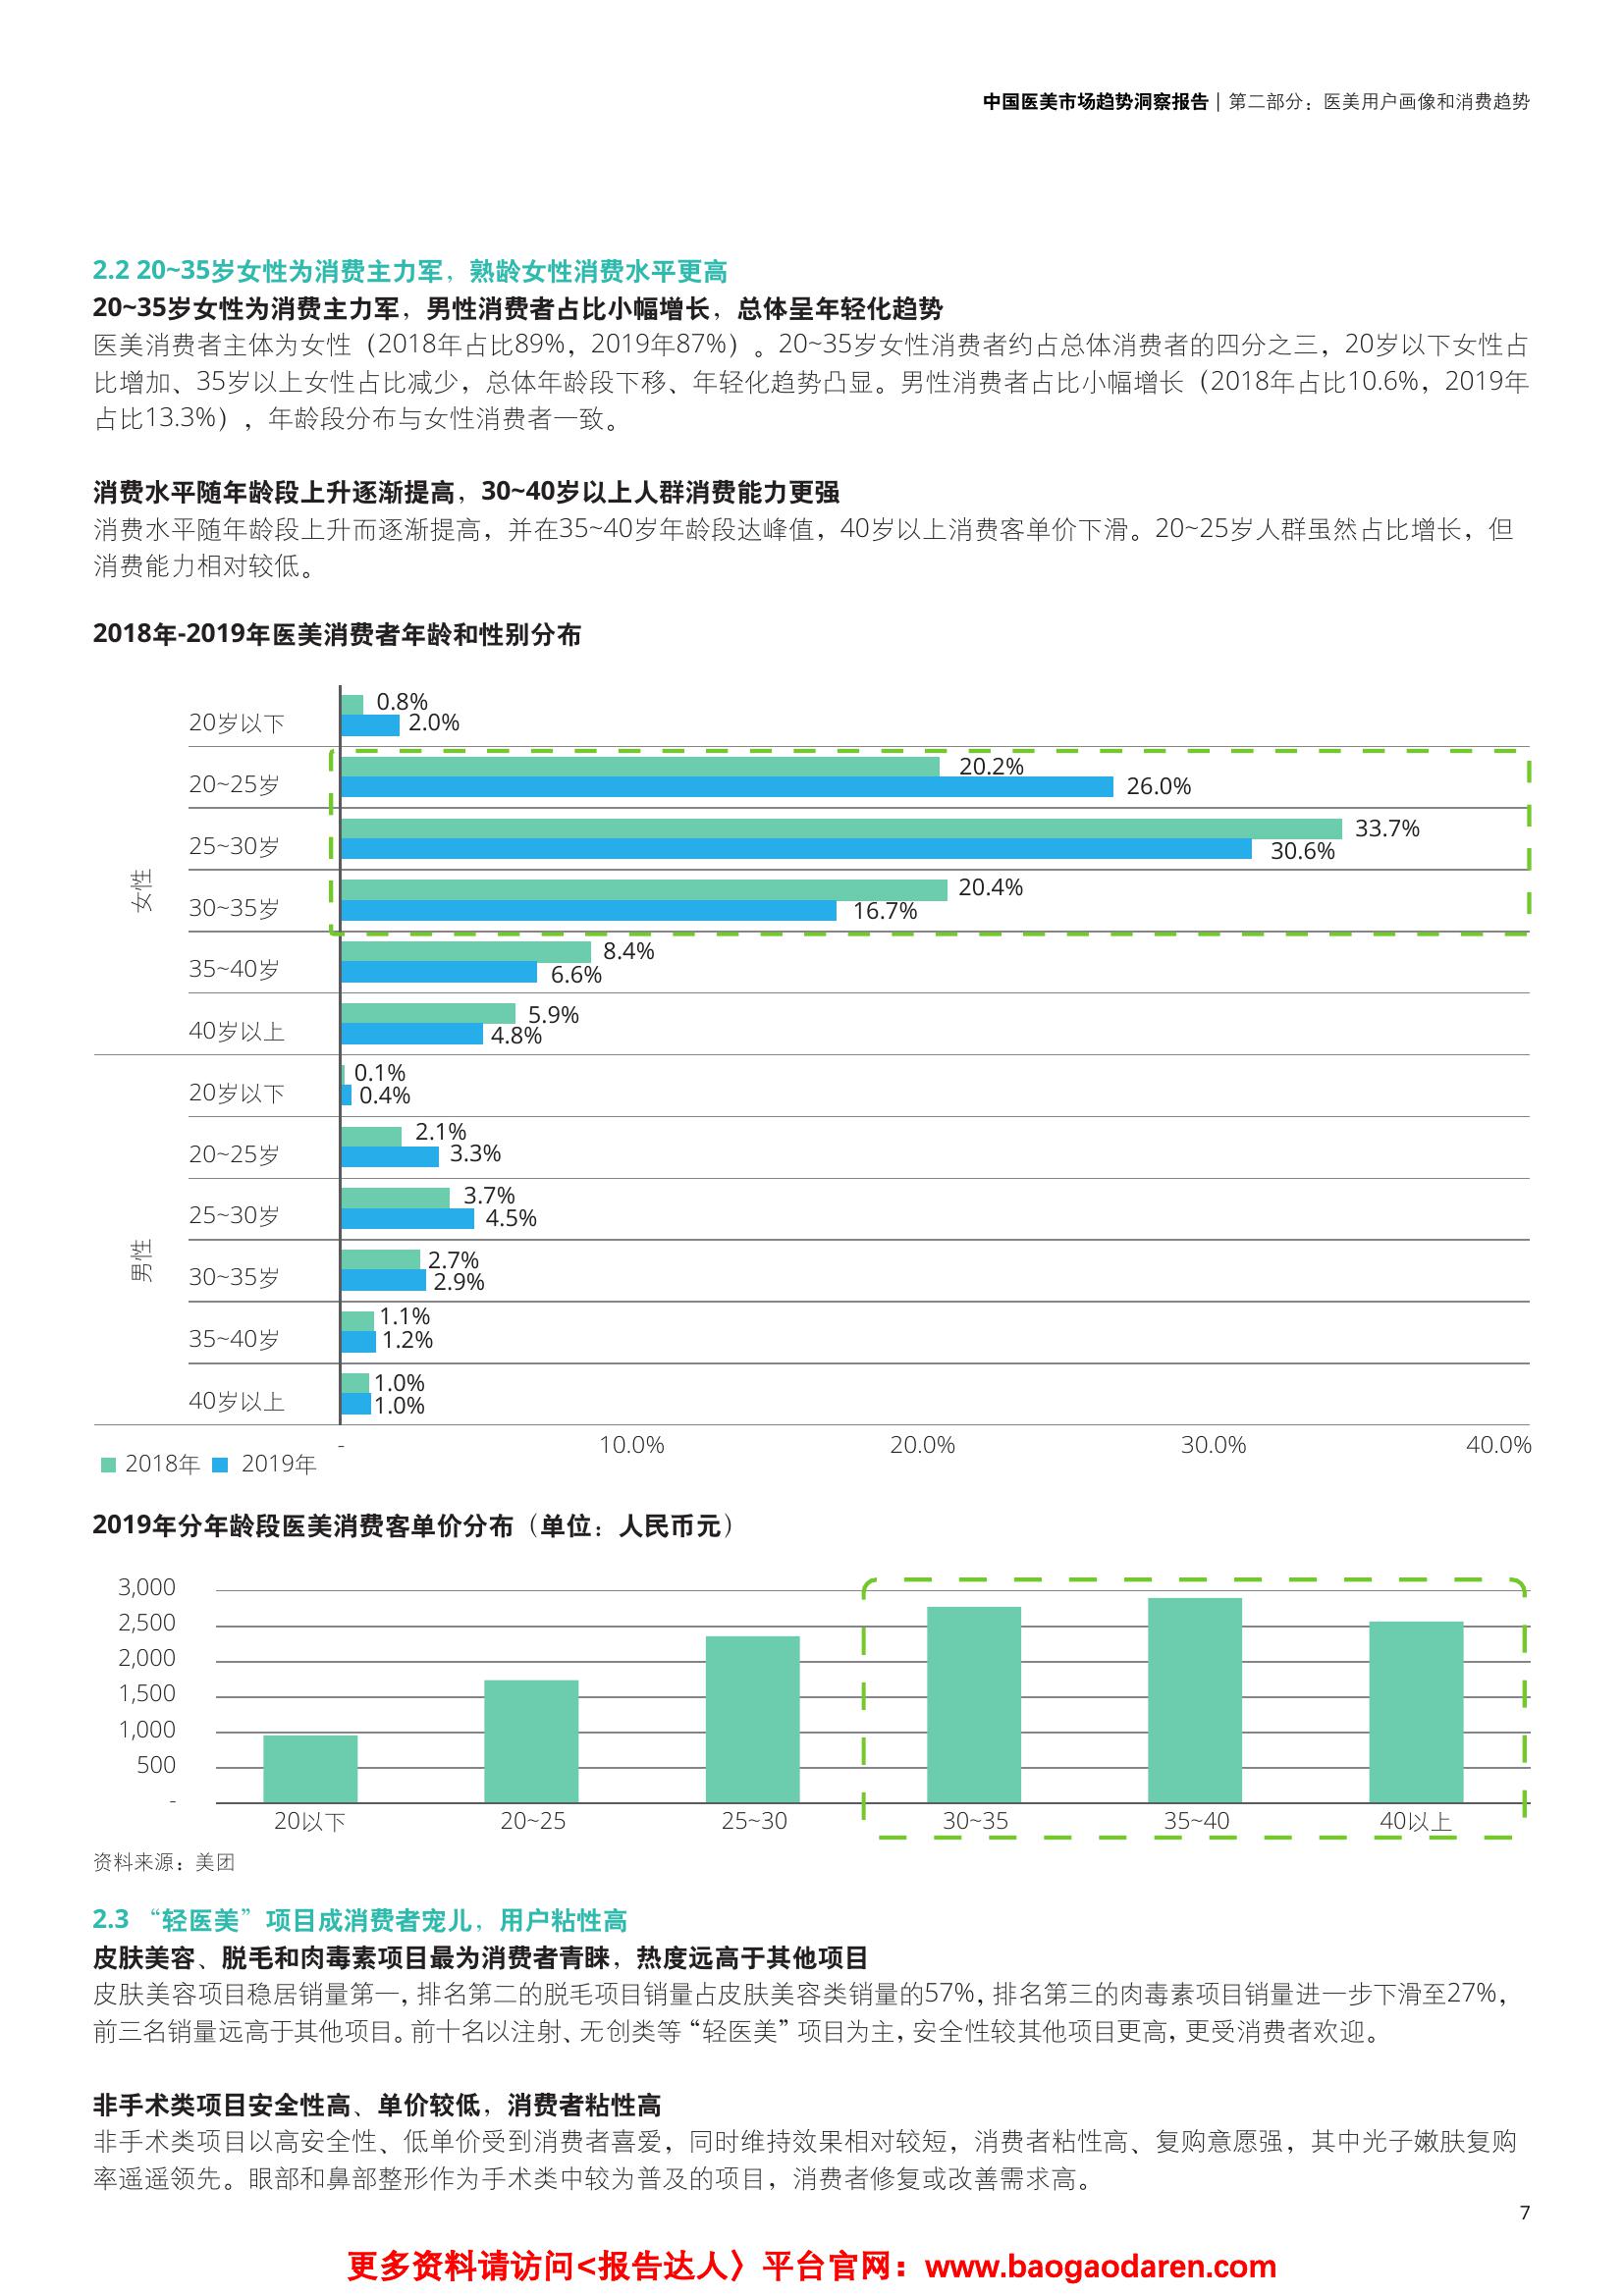 中国医美市场趋势洞察报告 | 第二部分：医美用户画像和消费趋势
2.2 20~35岁女性为消费主力军，熟龄女性消费水平更高
20~35岁女性为消费主力军，男性消费者占比小幅增长，总体呈年轻化趋势
医美消费者主体为女性（2018年占比89%，2019年87%）。20~35岁女性消费者约占总体消费者的四分之三，20岁以下女性占
比增加、35岁以上女性占比减少，总体年龄段下移、年轻化趋势凸显。男性消费者占比小幅增长（2018年占比10.6%，2019年
占比13.3%），年龄段分布与女性消费者一致。
消费水平随年龄段上升逐渐提高，30~40岁以上人群消费能力更强
消费水平随年龄段上升而逐渐提高，并在35~40岁年龄段达峰值，40岁以上消费客单价下滑。20~25岁人群虽然占比增长，但
消费能力相对较低。
2018年-2019年医美消费者年龄和性别分布
女性
20岁以下
0.8%
2.0%
20~25岁
20.2%
26.0%
25~30岁
33.7%
30.6%
30~35岁
20.4%
16.7%
35~40岁
8.4%
6.6%
40岁以上
5.9%
4.8%
男性
20岁以下
0.1%
0.4%
20~25岁
2.1%
3.3%
25~30岁
3.7%
4.5%
30~35岁
2.7%
2.9%
35~40岁
1.1%
1.2%
40岁以上
1.0%
1.0%
- 10.0% 20.0% 30.0% 40.0%
2018年 2019年
2019年分年龄段医美消费客单价分布（单位：人民币元）
3,000
2,500
2,000
1,500
1,000
500
-
20以下 20~25 25~30 30~35 35~40 40以上
资料来源：美团
2.3 “轻医美”项目成消费者宠儿，用户粘性高
皮肤美容、脱毛和肉毒素项目最为消费者青睐，热度远高于其他项目
皮肤美容项目稳居销量第一，排名第二的脱毛项目销量占皮肤美容类销量的57%，排名第三的肉毒素项目销量进一步下滑至27%，
前三名销量远高于其他项目。前十名以注射、无创类等“轻医美”项目为主，安全性较其他项目更高，更受消费者欢迎。
非手术类项目安全性高、单价较低，消费者粘性高
非手术类项目以高安全性、低单价受到消费者喜爱，同时维持效果相对较短，消费者粘性高、复购意愿强，其中光子嫩肤复购
率遥遥领先。眼部和鼻部整形作为手术类中较为普及的项目，消费者修复或改善需求高。
7
更多资料请访问<报告达人〉平台官网：www.baogaodaren.com